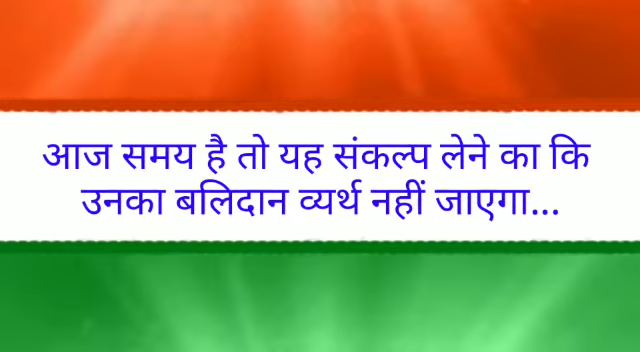 आज समय है तो यह संकल्प लेने का कि
उनका बलिदान व्यर्थ नहीं जाएगा...